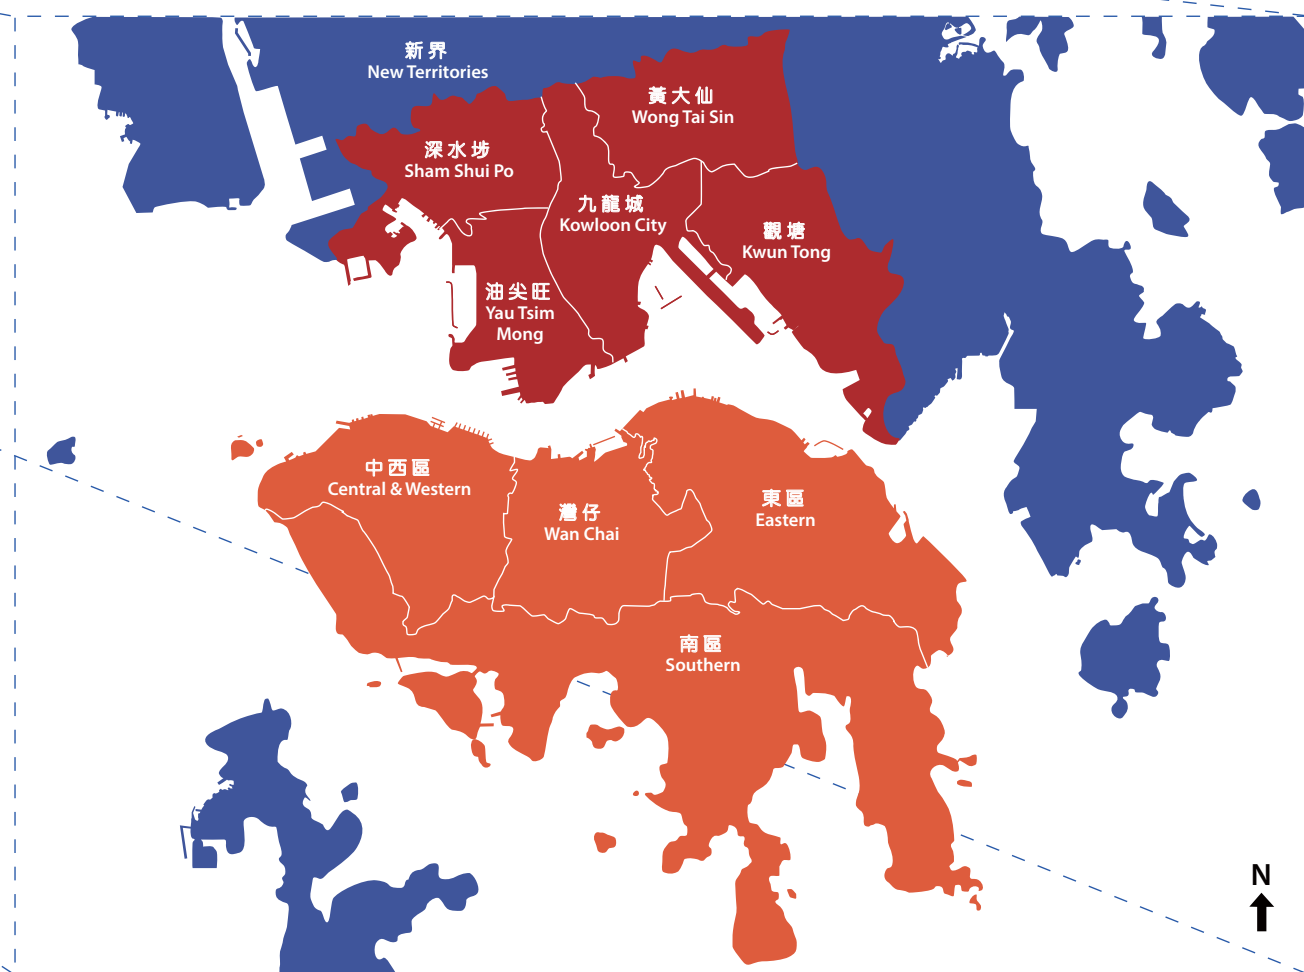 新界
New Territories
黃大仙
Wong Tai Sin
深水埗
Sham Shui Po
九龍城
Kowloon City
觀塘
Kwun Tong
油尖旺
Yau Tsim
Mong
中西區
Central & Western
灣仔
Wan Chai
東區
Eastern
南區
Southern
N